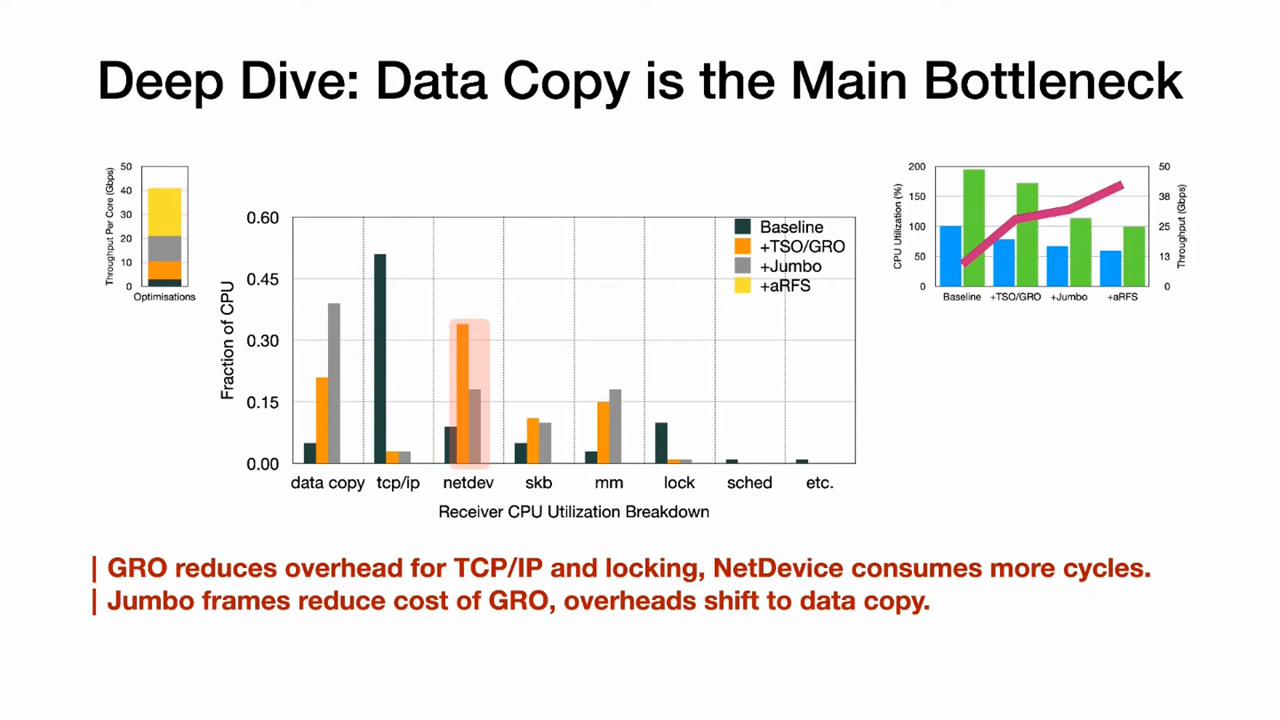 Deep Dive: Data Copy is the Main Bottleneck
50
40
30
20
10
0
Throughput Per Core (Gbps)
Optimisations
0.60
0.45
0.30
0.15
0.00
Fraction of CPU
Baseline
+TSO/GRO
+Jumbo
+aRFS
data copy tcp/ip netdev skb mm lock sched etc.
Receiver CPU Utilization Breakdown
200
150
100
50
0
CPU Utilization (%)
50
38
25
13
0
Throughput (Gbps)
Baseline +TSO/GRO +Jumbo +aRFS
| GRO reduces overhead for TCP/IP and locking, NetDevice consumes more cycles.
| Jumbo frames reduce cost of GRO, overheads shift to data copy.